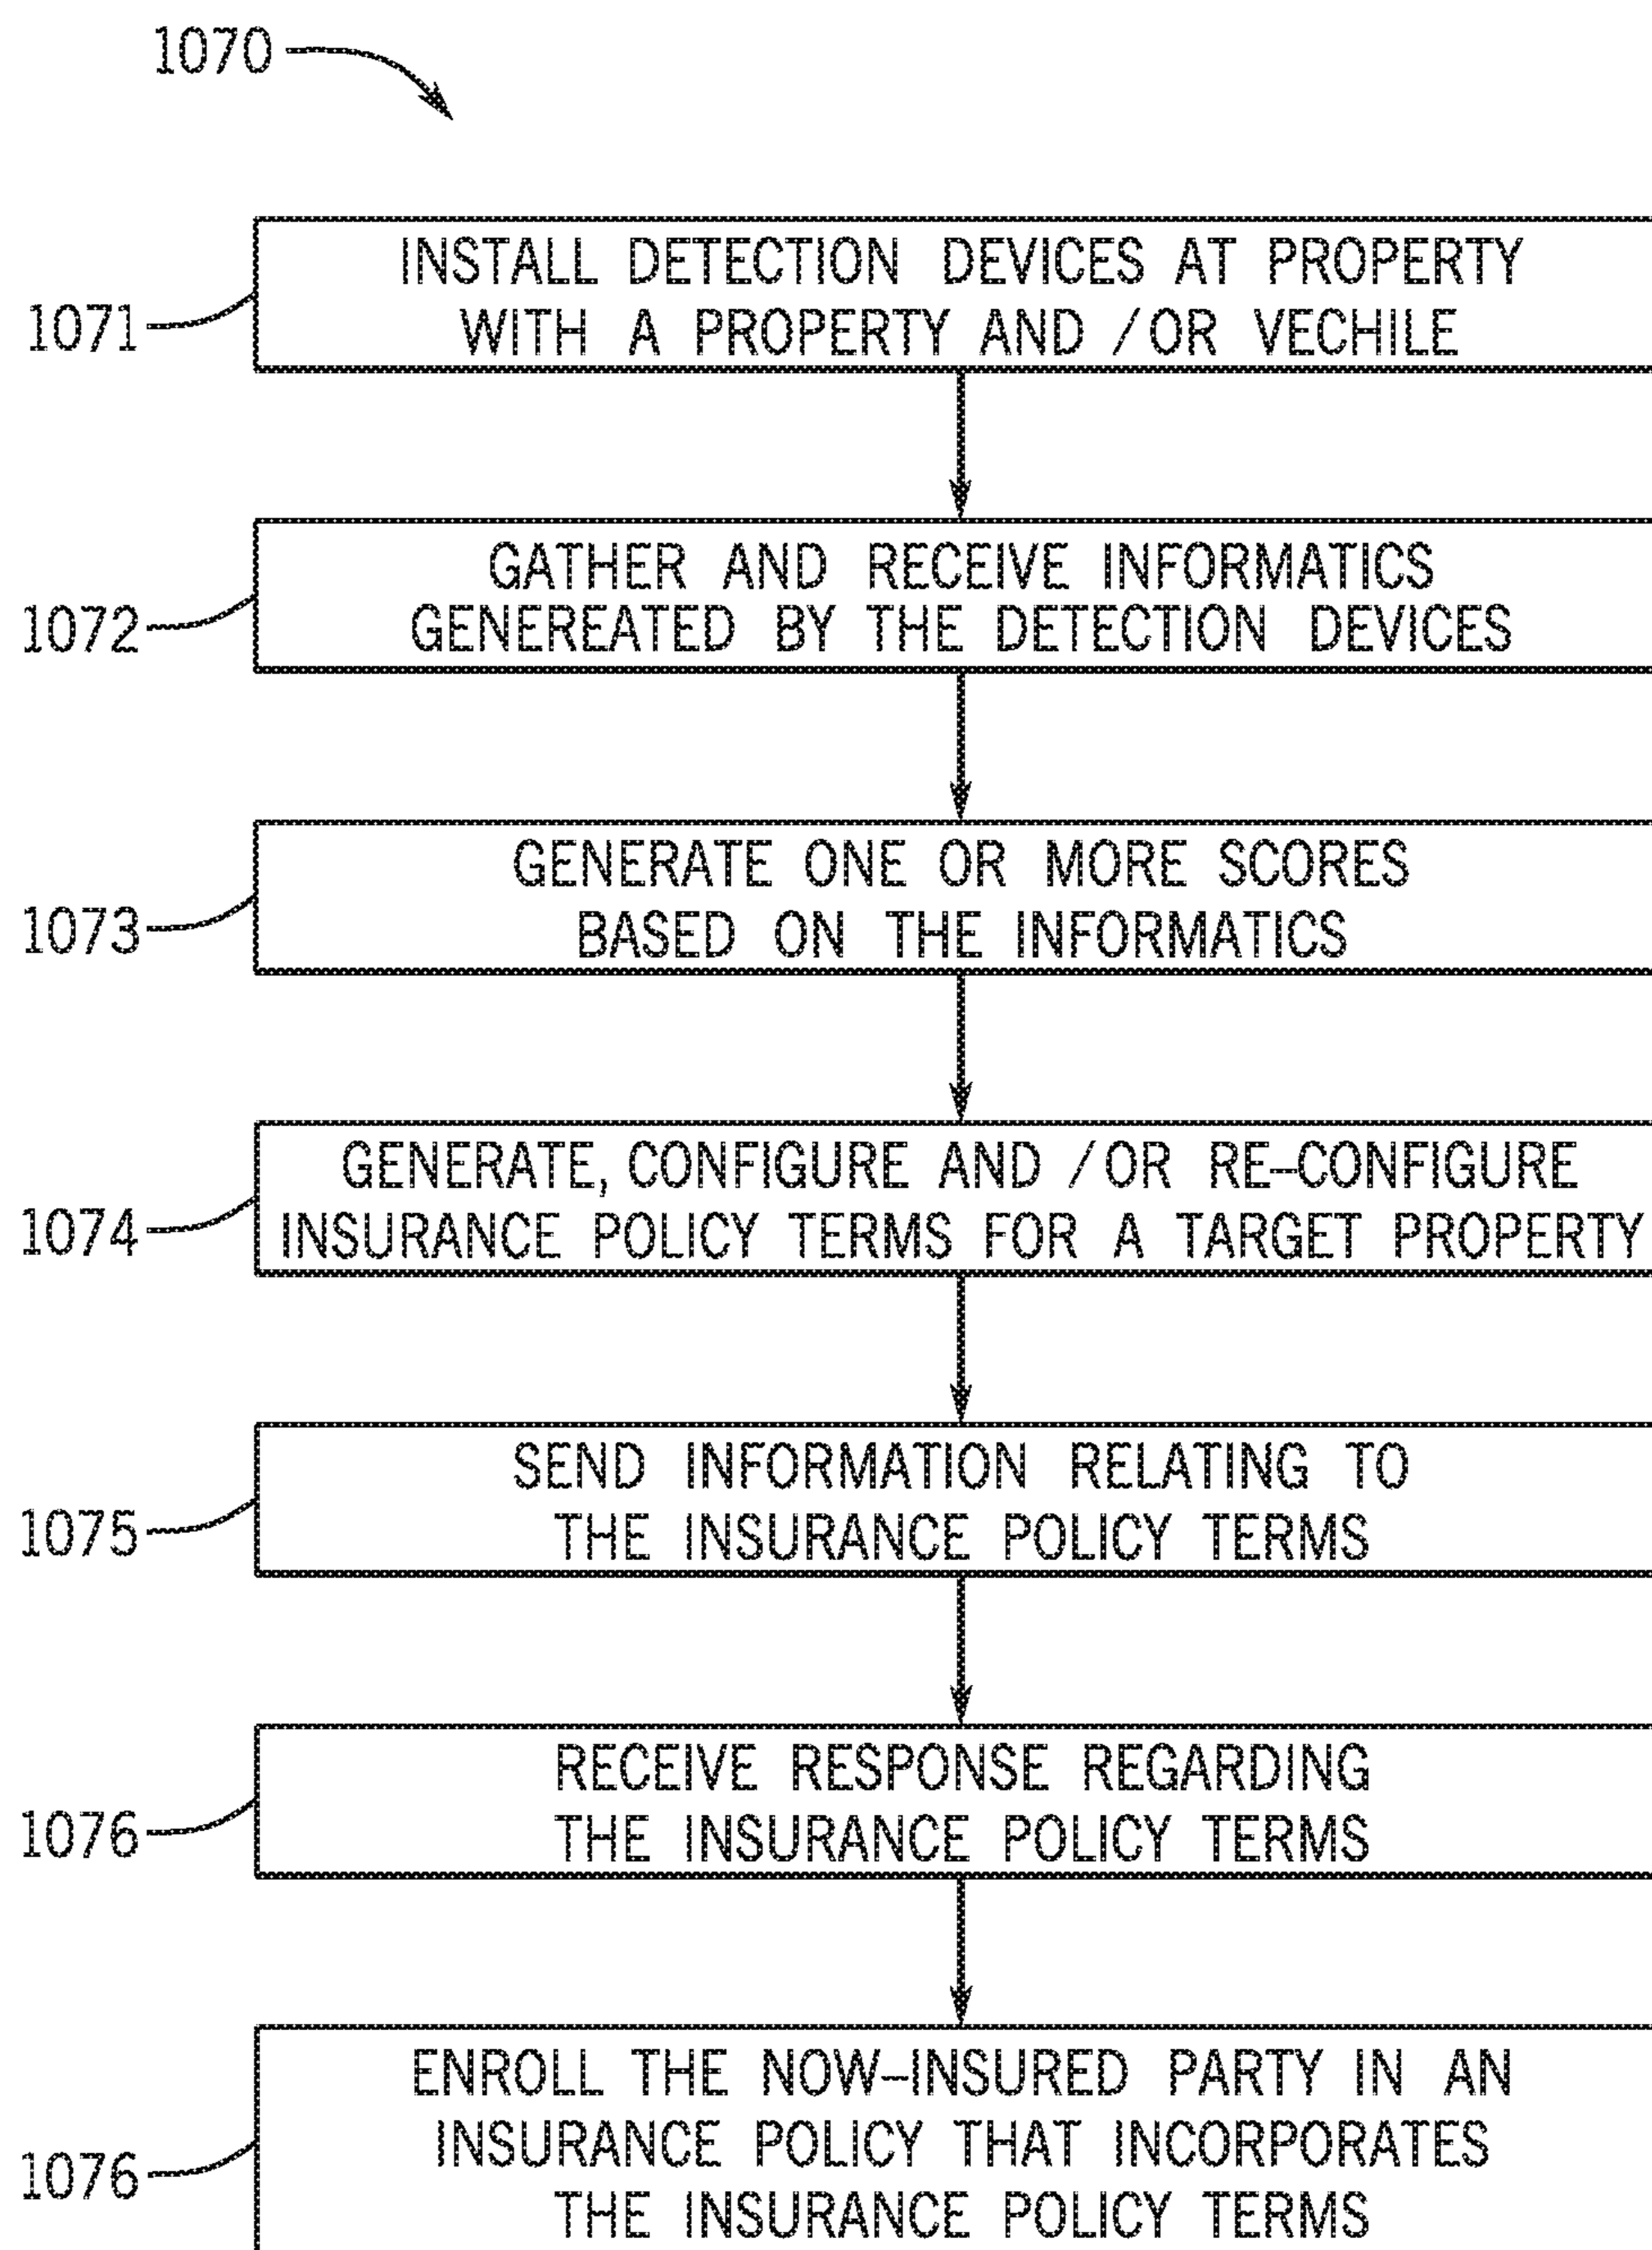 1070
INSTALL DETECTION DEVICES AT PROPERTY
WITH A PROPERTY AND /OR VECHILE
1071
GATHER AND RECEIVE INFORMATICS
GENEREATED BY THE DETECTION DEVICES
1072
GENERATE ONE OR MORE SCORES
BASED ON THE INFORMATICS
1073
GENERATE, CONFIGURE AND /OR RE-CONFIGURE
INSURANCE POLICY TERMS FOR A TARGET PROPERTY
1074
SEND INFORMATION RELATING TO
THE INSURANCE POLICY TERMS
1075
RECEIVE RESPONSE REGARDING
THE INSURANCE POLICY TERMS
1076
ENROLL THE NOW-INSURED PARTY IN AN
INSURANCE POLICY THAT INCORPORATES
THE INSURANCE POLICY TERMS
1076